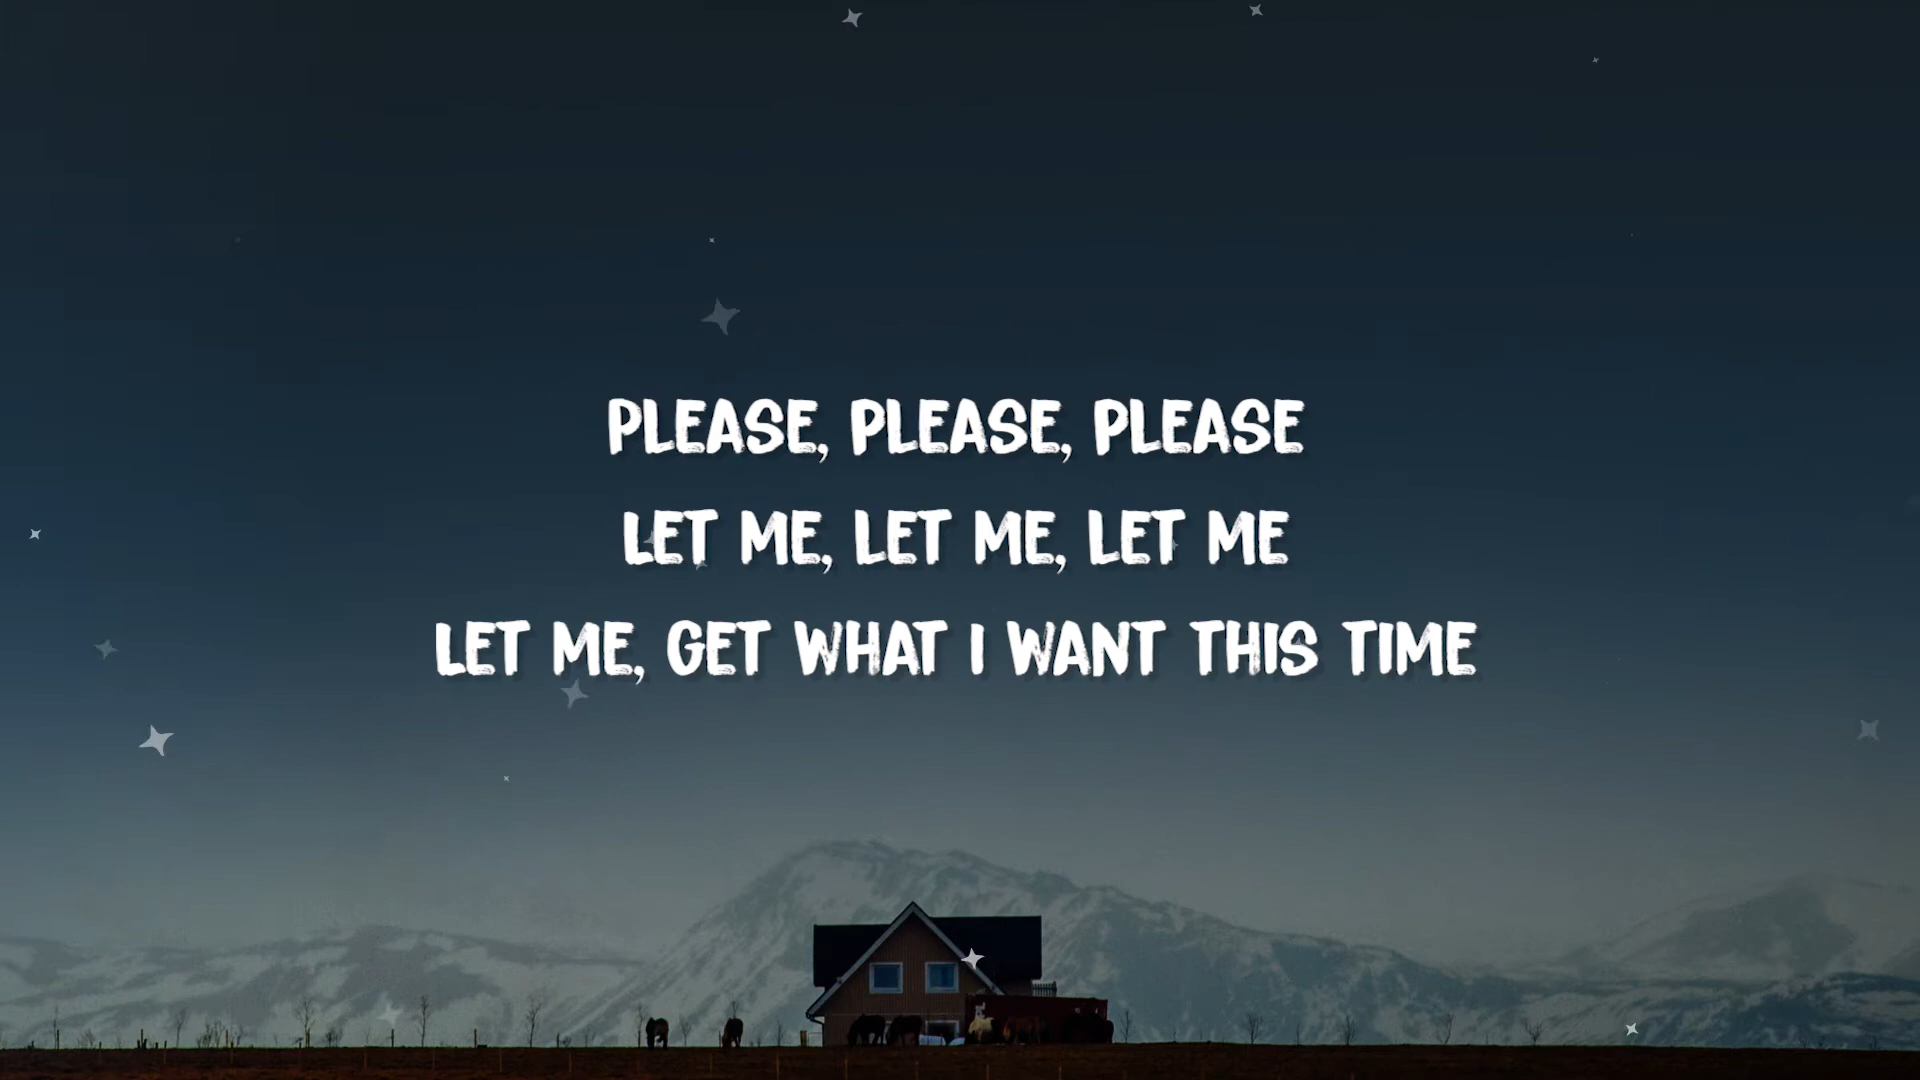 PLEASE, PLEASE, PLEASE
LET ME, LET ME, LET ME
LET ME, GET WHAT I WANT THIS TIME